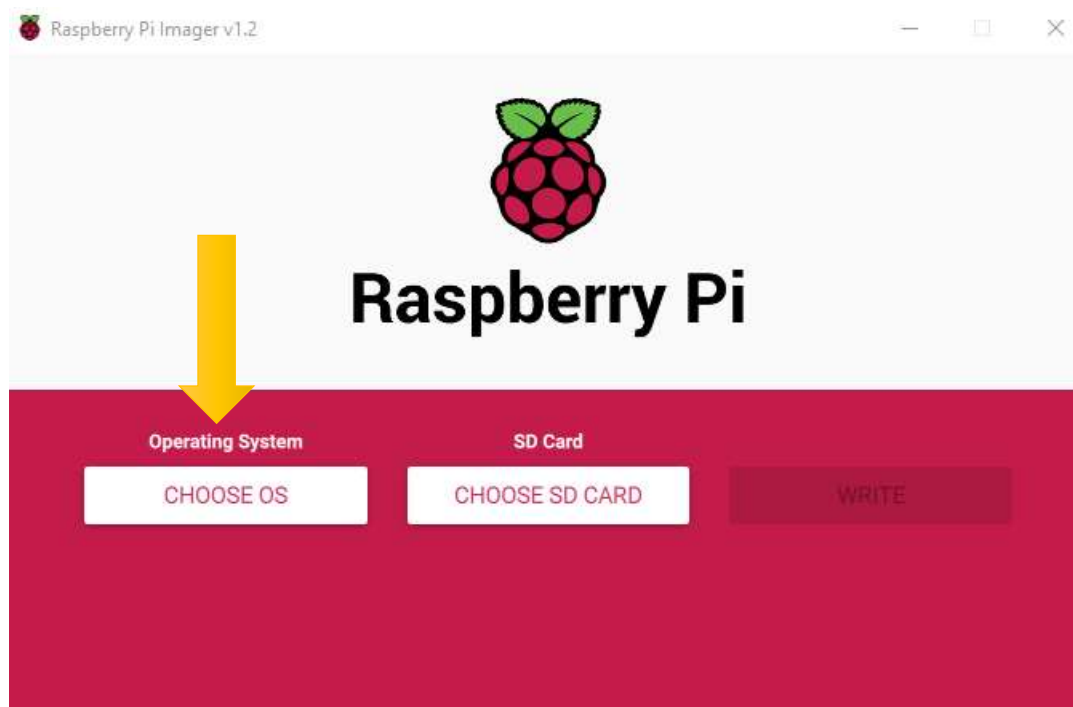 Raspberry Pi Imager v1.2
Raspberry Pi
Operating System
SD Card
CHOOSE OS
CHOOSE SD CARD
WRITE